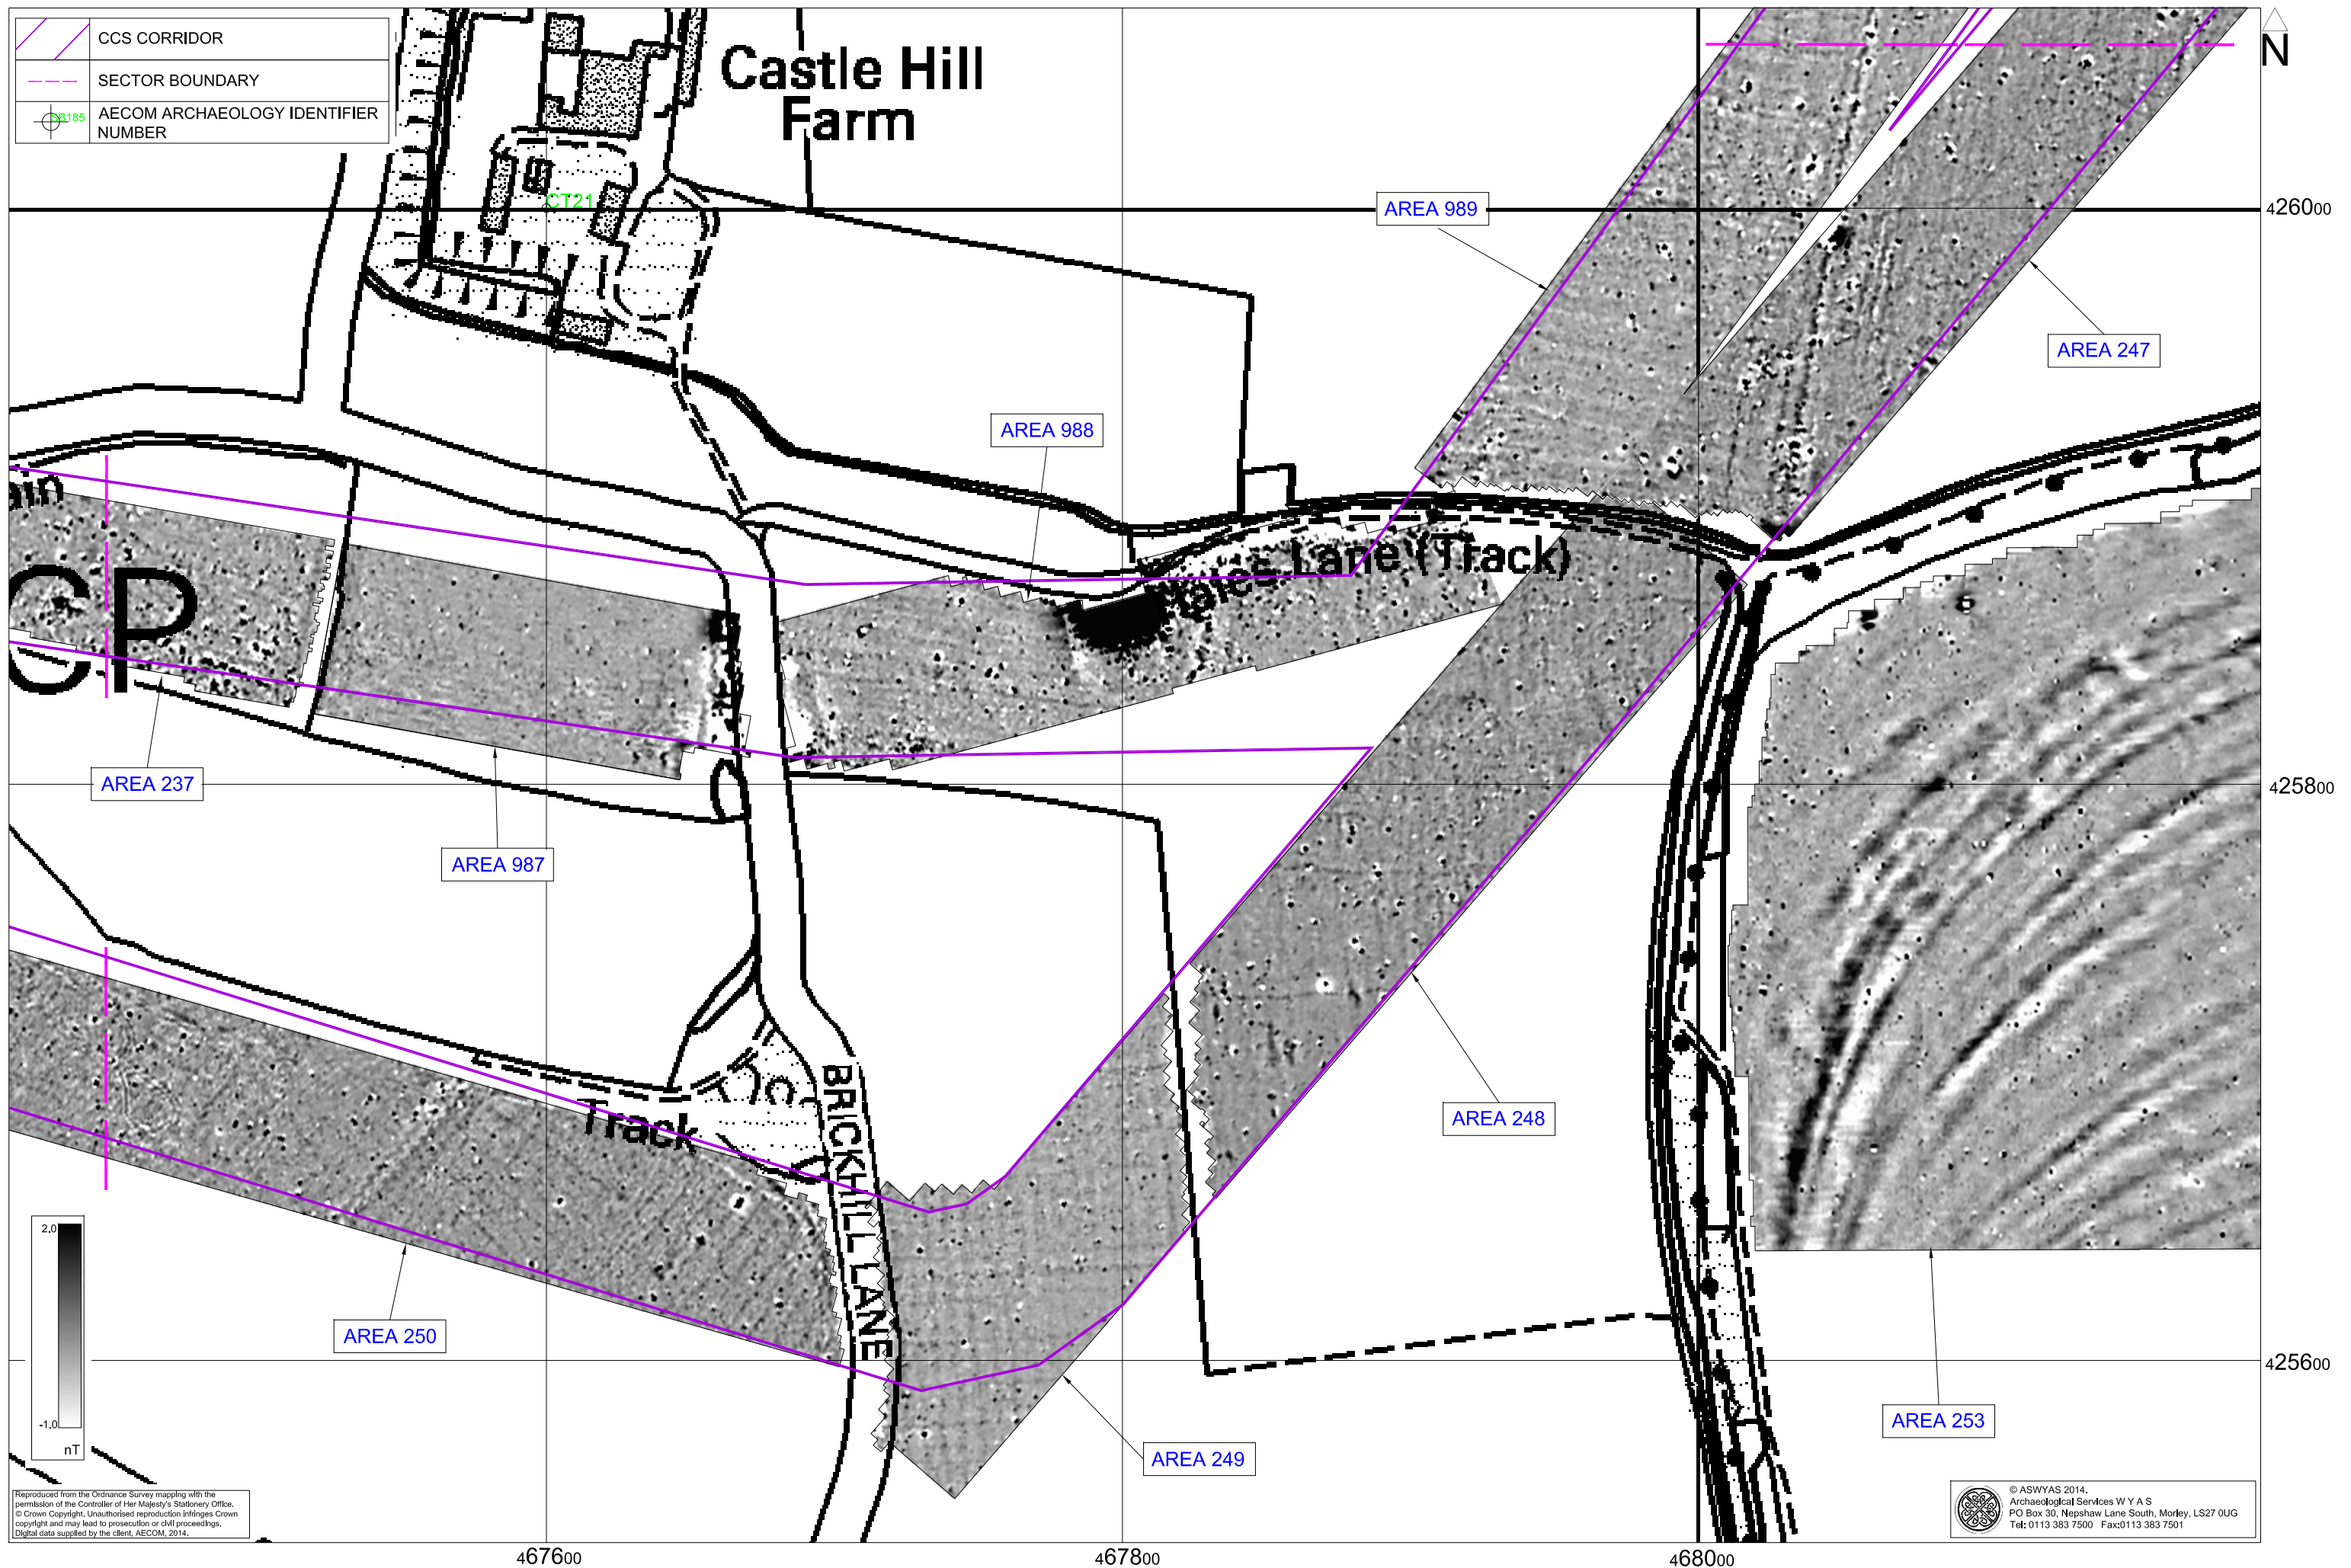 CCS CORRIDOR
SECTOR BOUNDARY
SB185
AECOM ARCHAEOLOGY IDENTIFIER
NUMBER
Castle Hill
Farm
N
CT21
AREA 989
426000
AREA 247
AREA 988
ain
Hales Lane (Track)
CP
AREA 237
425800
AREA 987
AREA 248
Track
BRICKHILL LANE
2.0
-1.0
nT
AREA 250
425600
AREA 253
AREA 249
Reproduced from the Ordnance Survey mapping with the
permission of the Controller of Her Majesty's Stationery Office.
© Crown Copyright, Unauthorised reproduction infringes Crown
copyright and may lead to prosecution or civil proceedings,
Digital data supplied by the client, AECOM, 2014.
© ASWYAS 2014.
Archaeological Services W Y A S
PO Box 30, Nepshaw Lane South, Morley, LS27 0UG
Tel: 0113 383 7500 Fax:0113 383 7501
467600
467800
468000